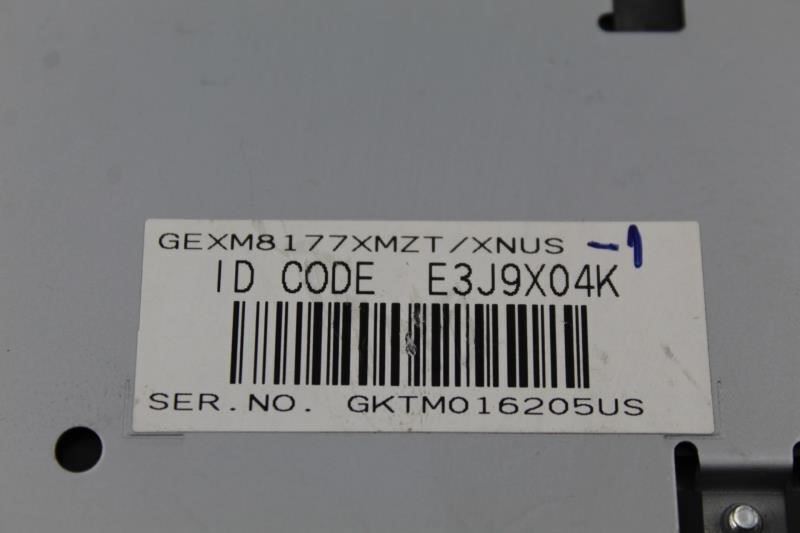 GEXM8177XMZT/XNUS -1
ID CODE E3J9X04K
SER.NO. GKTM016205US